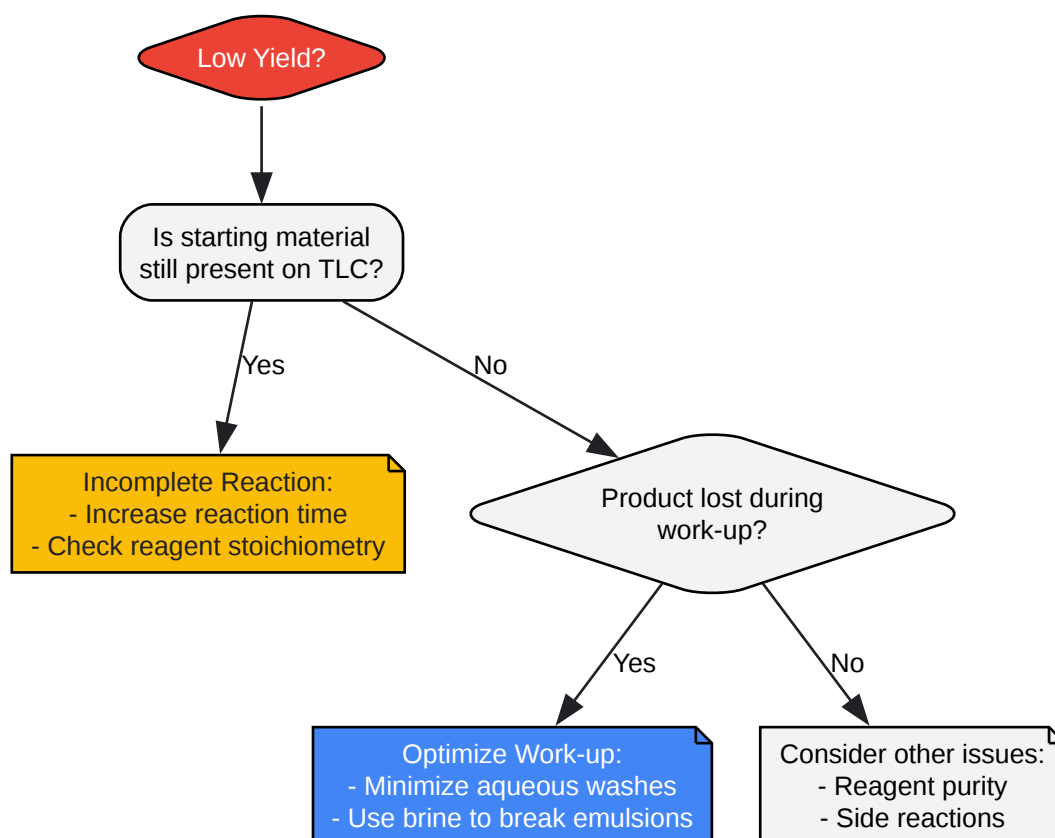 Low Yield?
Is starting material
still present on TLC?
Yes
No
Incomplete Reaction:
- Increase reaction time
- Check reagent stoichiometry
Product lost during
work-up?
Yes
No
Optimize Work-up:
- Minimize aqueous washes
- Use brine to break emulsions
Consider other issues:
- Reagent purity
- Side reactions